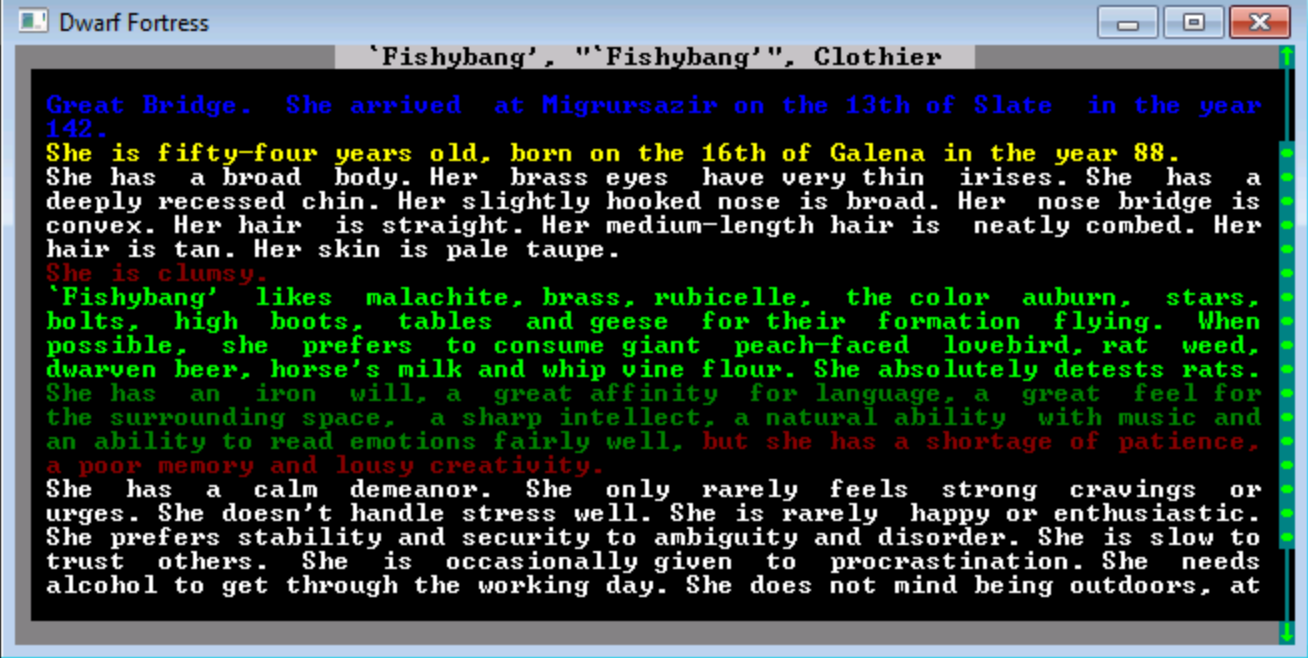 Dwarf Fortress
`Fishybang', "`Fishybang'", Clothier
Great Bridge. She arrived at Migrursazir on the 13th of Slate in the year
142.
She is fifty-four years old, born on the 16th of Galena in the year 88.
She has a broad body. Her brass eyes have very thin irises. She has a
deeply recessed chin. Her slightly hooked nose is broad. Her nose bridge is
convex. Her hair is straight. Her medium-length hair is neatly combed. Her
hair is tan. Her skin is pale taupe.
She is clumsy.
`Fishybang' likes malachite, brass, rubicelle, the color auburn, stars,
bolts, high boots, tables and geese for their formation flying. When
possible, she prefers to consume giant peach-faced lovebird, rat weed,
dwarven beer, horse's milk and whip vine flour. She absolutely detests rats.
She has an iron will, a great affinity for language, a great feel for
the surrounding space, a sharp intellect, a natural ability with music and
an ability to read emotions fairly well, but she has a shortage of patience,
a poor memory and lousy creativity.
She has a calm demeanor. She only rarely feels strong cravings or
urges. She doesn't handle stress well. She is rarely happy or enthusiastic.
She prefers stability and security to ambiguity and disorder. She is slow to
trust others. She is occasionally given to procrastination. She needs
alcohol to get through the working day. She does not mind being outdoors, at